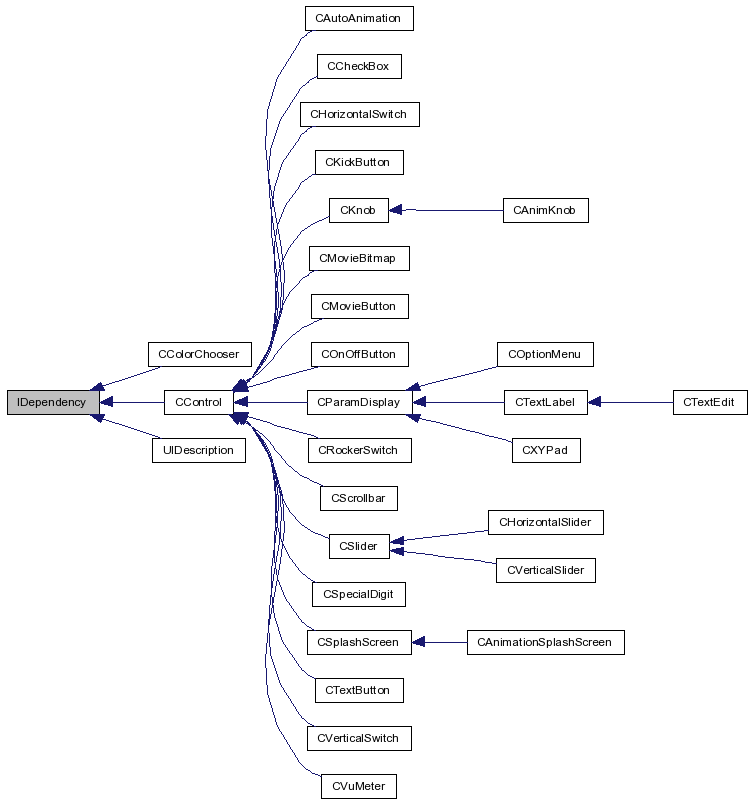 CAutoAnimation
CCheckBox
CHorizontalSwitch
CKickButton
CKnob
CAnimKnob
CMovieBitmap
CMovieButton
CColorChooser
COnOffButton
COptionMenu
IDependency
CControl
CParamDisplay
CTextLabel
CTextEdit
UIDescription
CRockerSwitch
CXYPad
CScrollbar
CHorizontalSlider
CSlider
CVerticalSlider
CSpecialDigit
CSplashScreen
CAnimationSplashScreen
CTextButton
CVerticalSwitch
CVuMeter